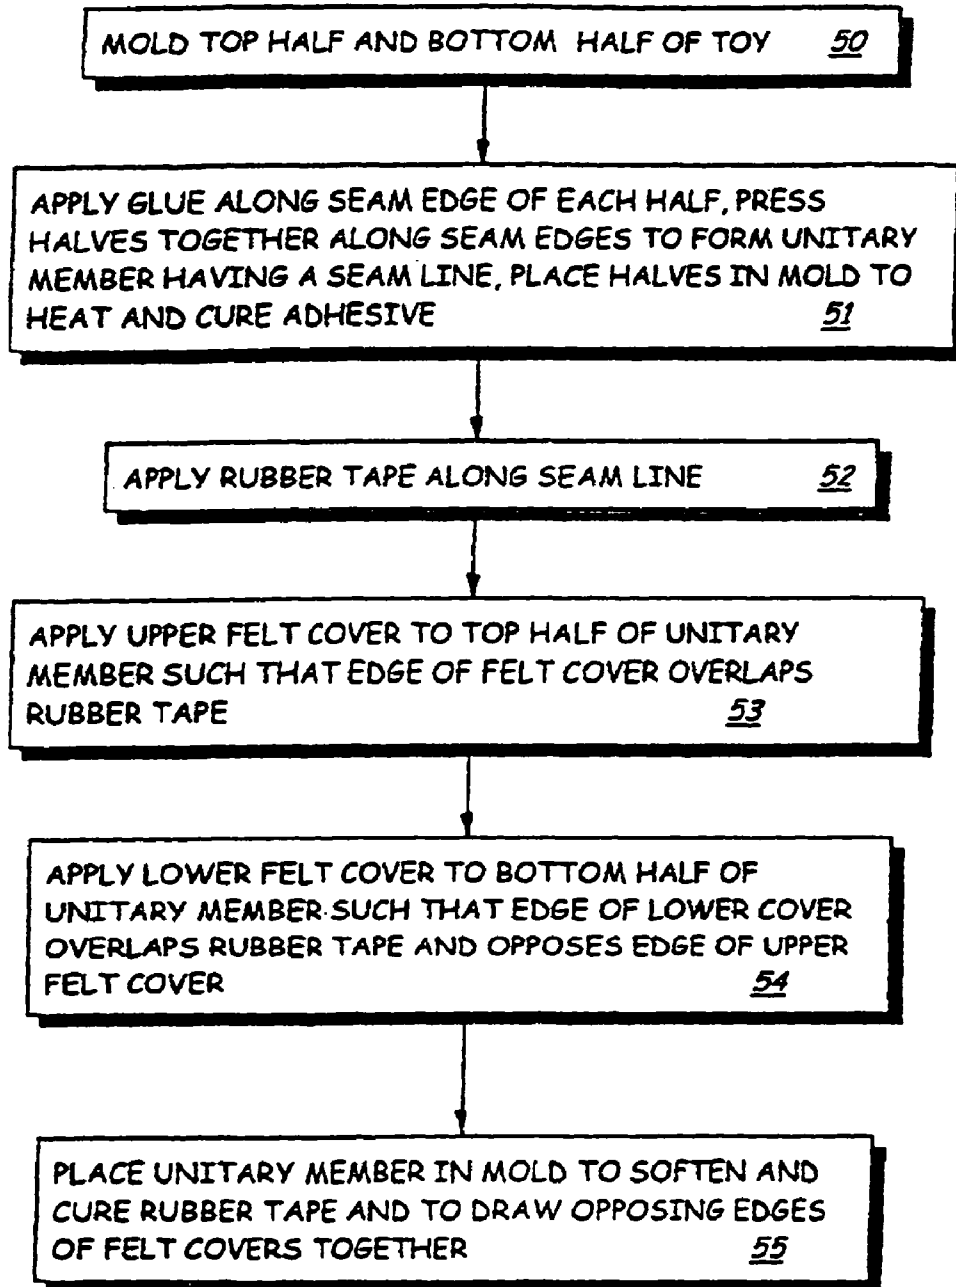 MOLD TOP HALF AND BOTTOM HALF OF TOY 50
APPLY GLUE ALONG SEAM EDGE OF EACH HALF, PRESS
HALVES TOGETHER ALONG SEAM EDGES TO FORM UNITARY
MEMBER HAVING A SEAM LINE, PLACE HALVES IN MOLD TO
HEAT AND CURE ADHESIVE 51
APPLY RUBBER TAPE ALONG SEAM LINE 52
APPLY UPPER FELT COVER TO TOP HALF OF UNITARY
MEMBER SUCH THAT EDGE OF FELT COVER OVERLAPS
RUBBER TAPE 53
APPLY LOWER FELT COVER TO BOTTOM HALF OF
UNITARY MEMBER SUCH THAT EDGE OF LOWER COVER
OVERLAPS RUBBER TAPE AND OPPOSES EDGE OF UPPER
FELT COVER 54
PLACE UNITARY MEMBER IN MOLD TO SOFTEN AND
CURE RUBBER TAPE AND TO DRAW OPPOSING EDGES
OF FELT COVERS TOGETHER 55